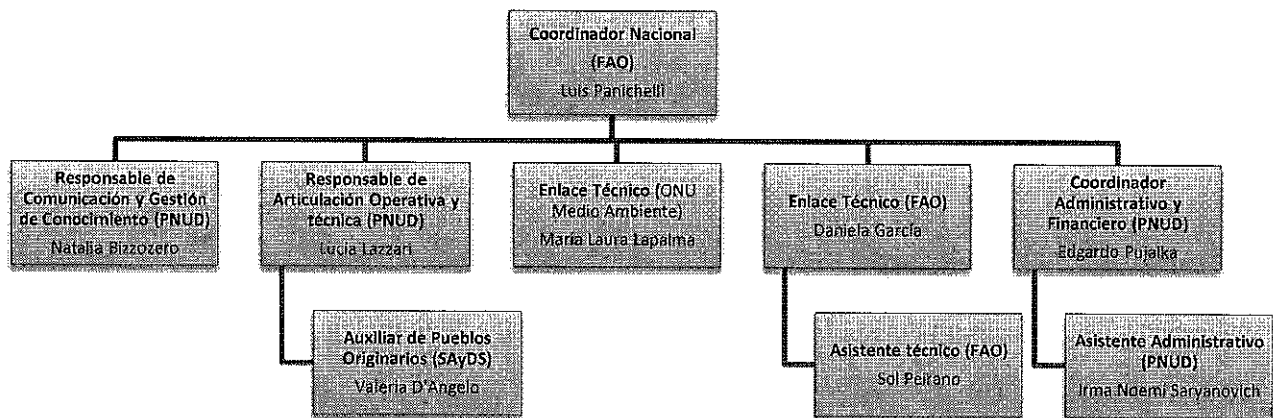 Coordinador Nacional
(FAO)
Luis Panichelli
Responsable de
Comunicación y Gestión
de Conocimiento (PNUD)
Natalia Bizzozero
Responsable de
Articulación Operativa y
técnica (PNUD)
Lucía Lazzari
Enlace Técnico (ONU
Medio Ambiente)
María Laura Lapalma
Enlace Técnico (FAO)
Daniela García
Coordinador
Administrativo y
Financiero (PNUD)
Edgardo Pujalka
Auxiliar de Pueblos
Originarios (SAyDS)
Valeria D'Angelo
Asistente técnico (FAO)
Sol Peirano
Asistente Administrativo
(PNUD)
Irma Noemí Saryanovich